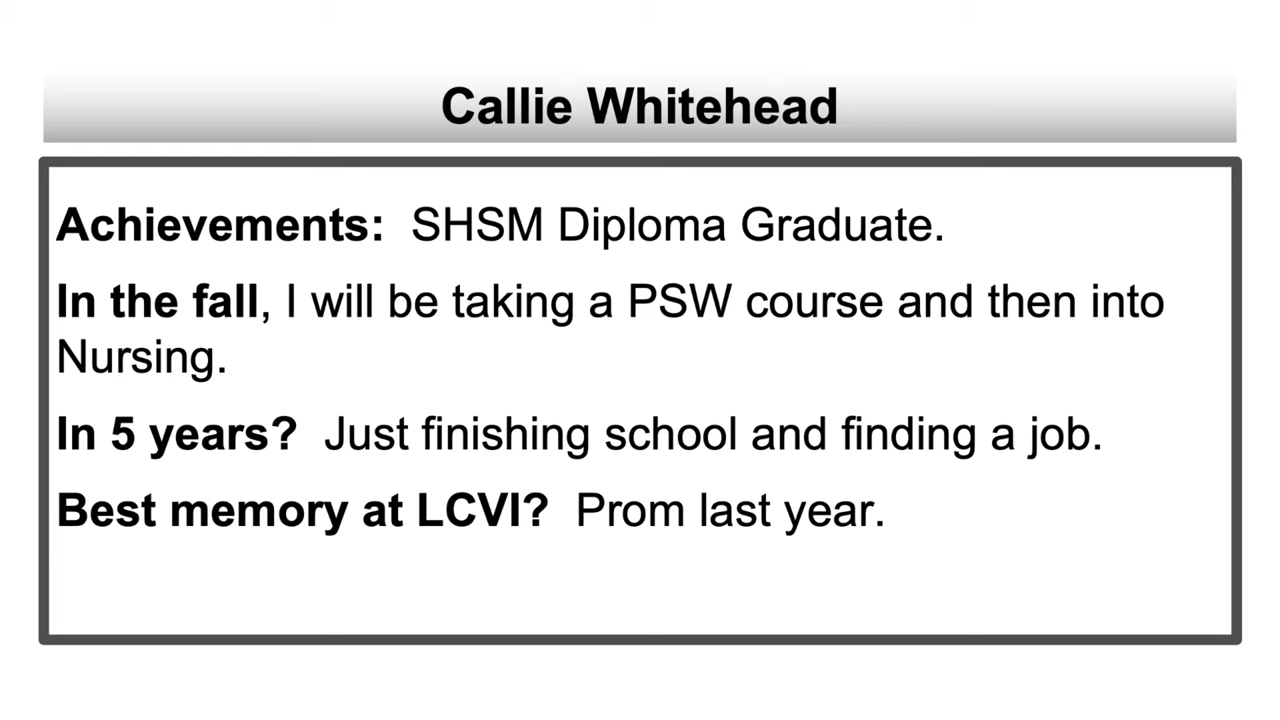 Callie Whitehead
Achievements: SHSM Diploma Graduate.
In the fall, I will be taking a PSW course and then into
Nursing.
In 5 years? Just finishing school and finding a job.
Best memory at LCVI? Prom last year.